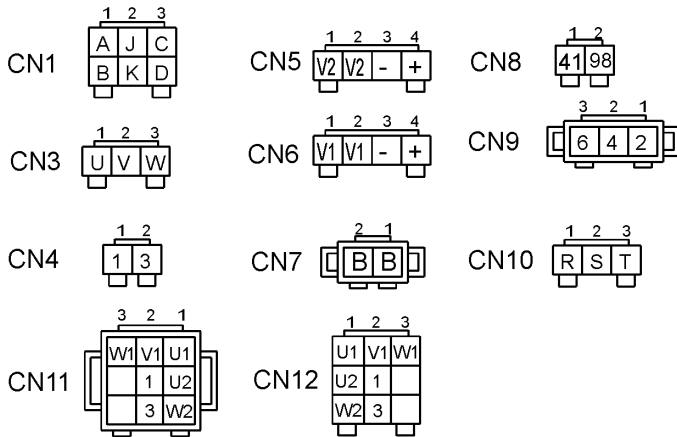 1 2 3
CN1 A J C
B K D
1 2 3 4
CN5 V2 V2 - +
1 2
CN8 41 98
1 2 3
CN3 U V W
1 2 3 4
CN6 V1 V1 - +
3 2 1
CN9 6 4 2
1 2
CN4 1 3
2 1
CN7 B B
1 2 3
CN10 R S T
3 2 1
W1 V1 U1
CN11 1 U2
3 W2
1 2 3
U1 V1 W1
CN12 U2 1
W2 3